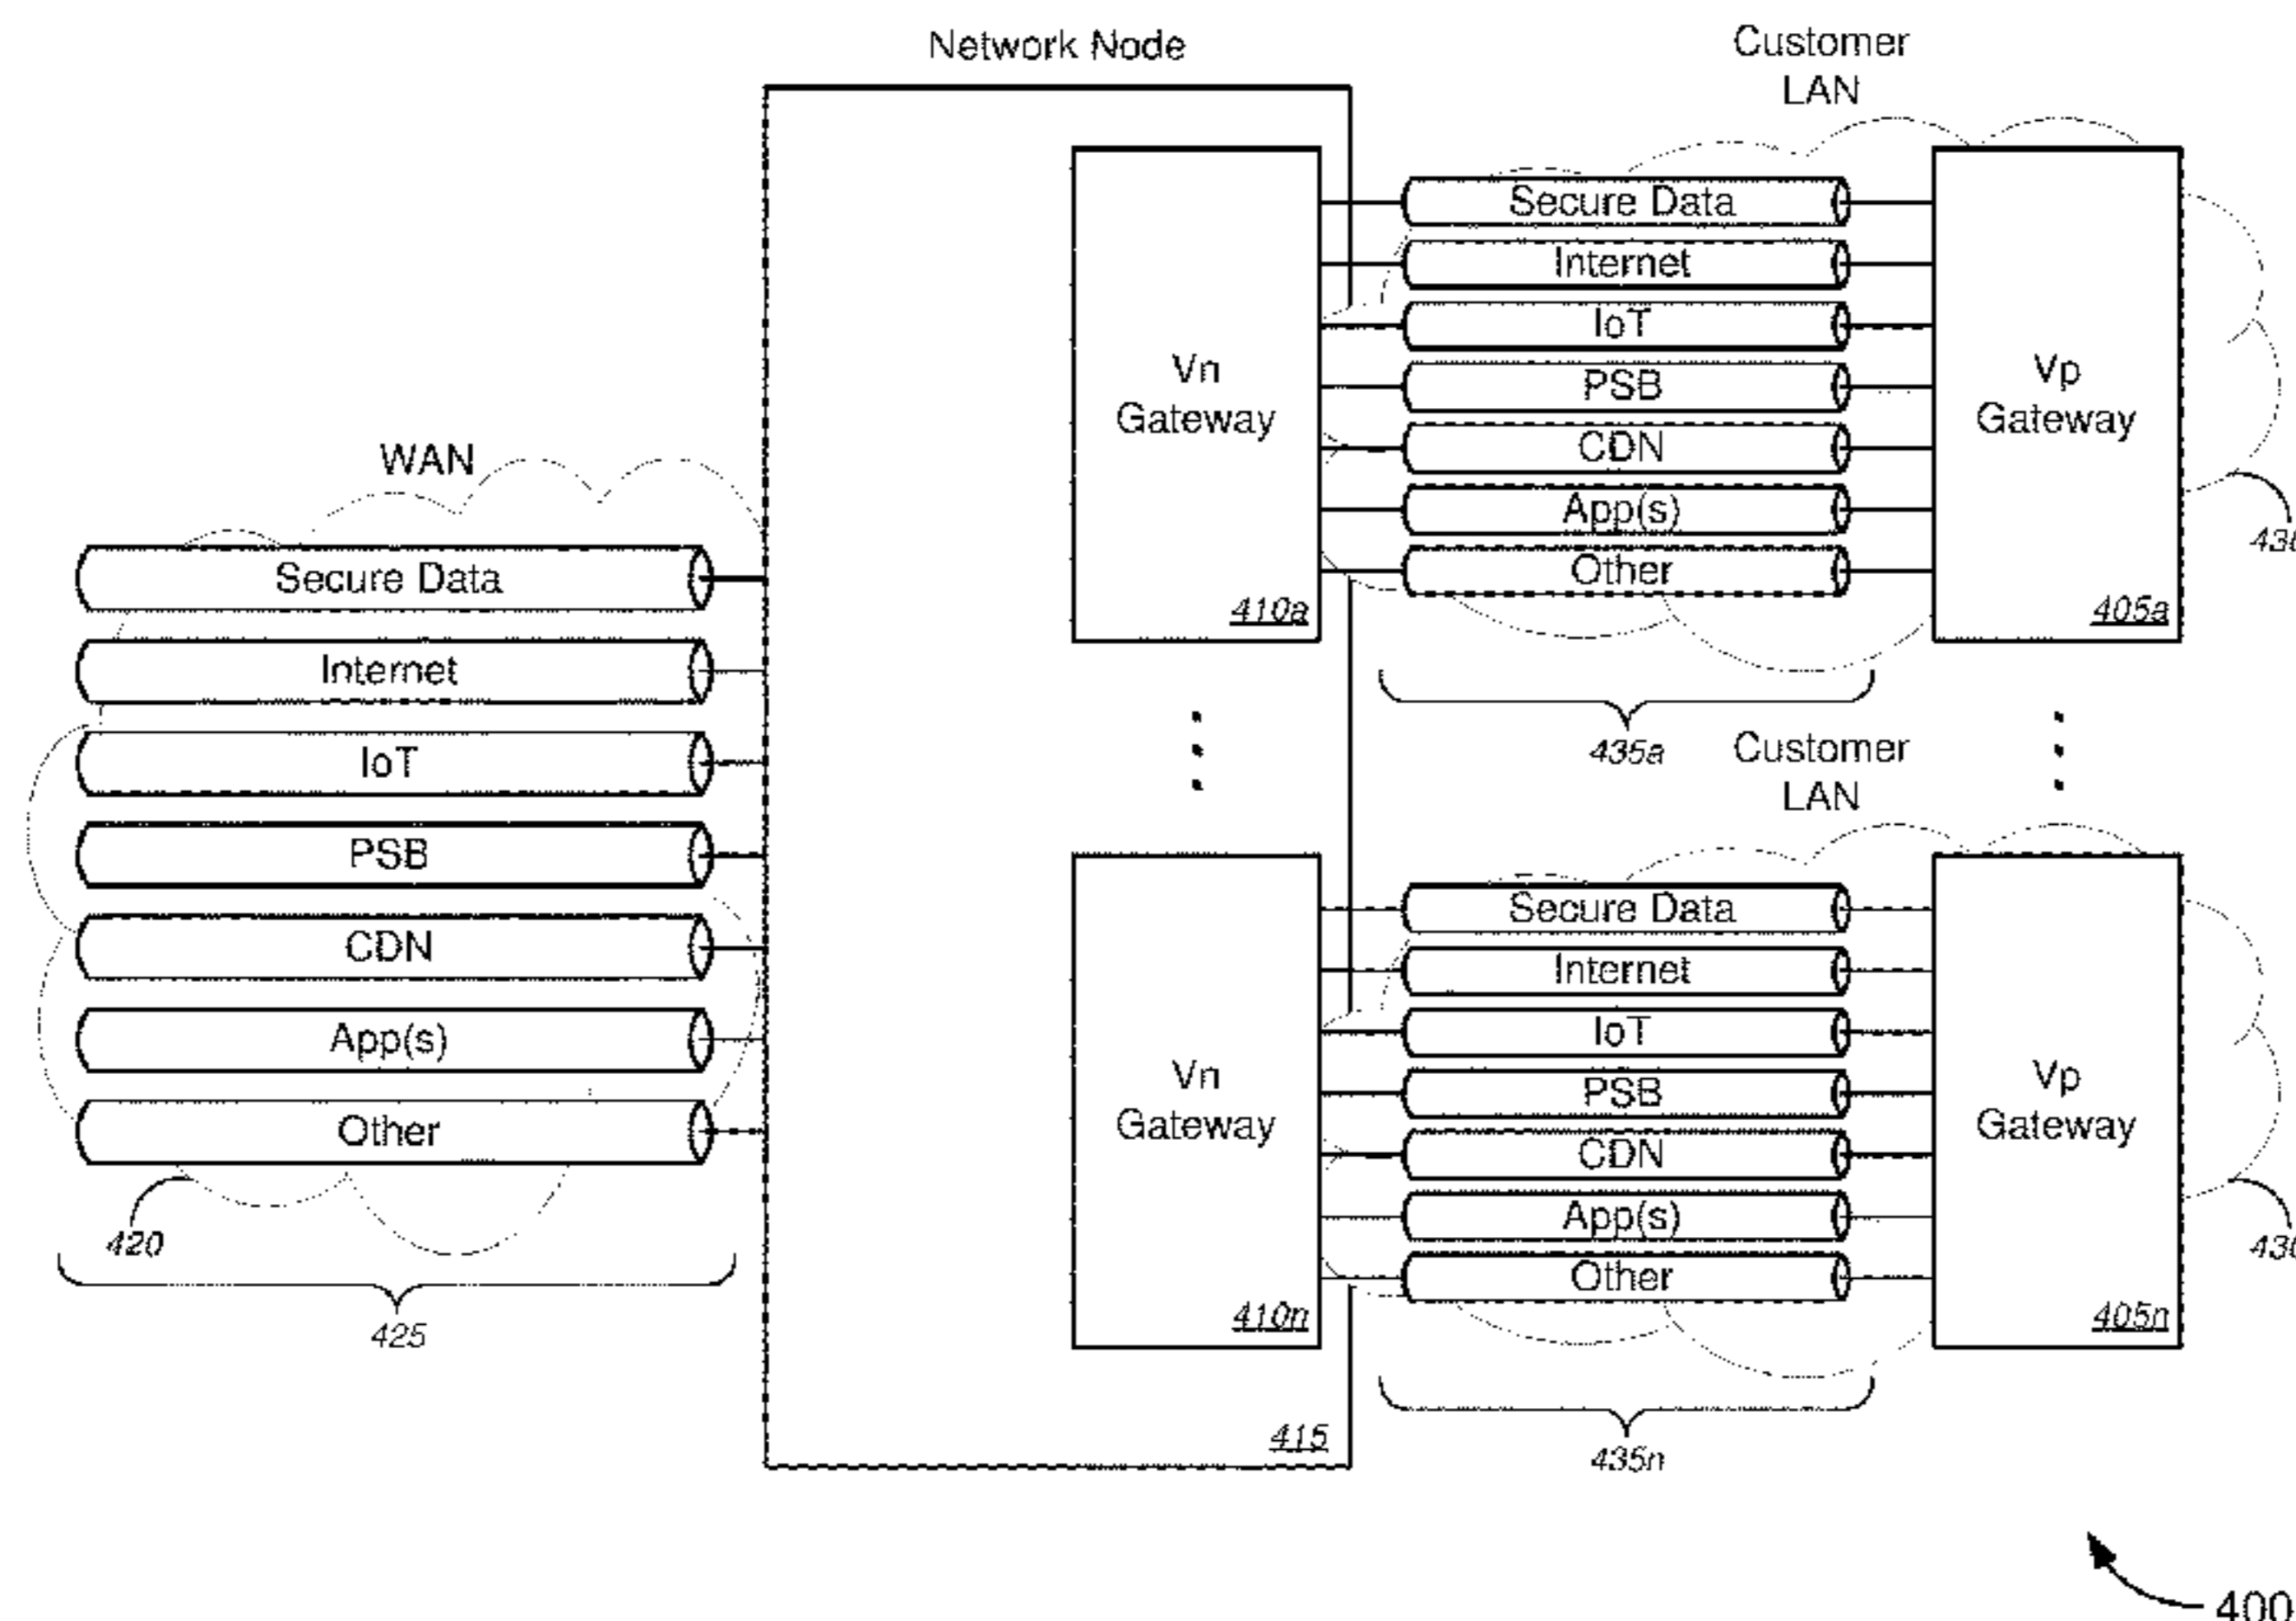 Network Node
Customer
LAN
Secure Data
Internet
IoT
PSB
CDN
App(s)
Other
Vn
Gateway
410a
Vp
Gateway
405a
435a
WAN
Secure Data
Internet
IoT
PSB
CDN
App(s)
Other
420
425
Customer
LAN
Secure Data
Internet
IoT
PSB
CDN
App(s)
Other
Vn
Gateway
410n
Vp
Gateway
405n
415
435n
400